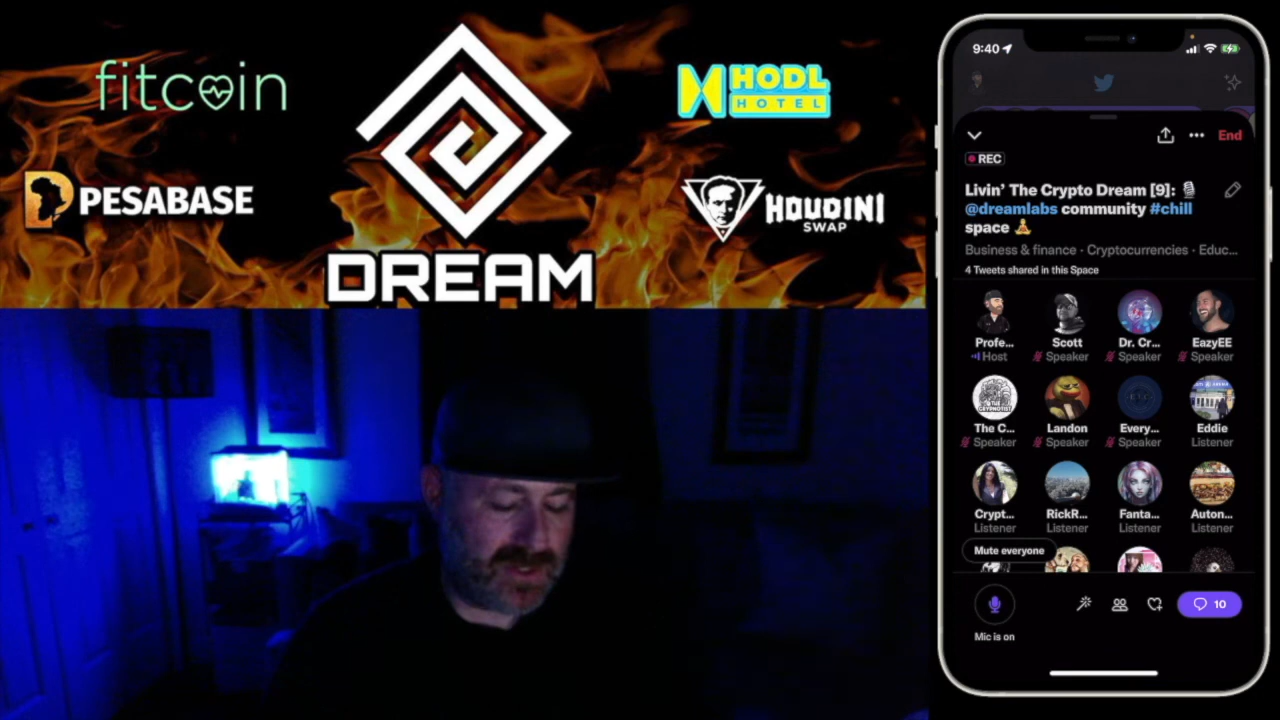 fitcoin
PESABASE
DREAM
HODL
HOTEL
HOUDINI
SWAP
9:40
End
REC
Livin' The Crypto Dream [9]: 🎙️
@dreamlabs community #chill
space 🧘
Business & finance · Cryptocurrencies · Educ...
4 Tweets shared in this Space
Profe... Scott Dr. Cr... EazyEE
Host Speaker Speaker Speaker
The C... Landon Every... Eddie
Speaker Speaker Speaker Listener
Crypt... RickR... Fanta... Auton...
Listener Listener Listener Listener
Mute everyone
10
Mic is on